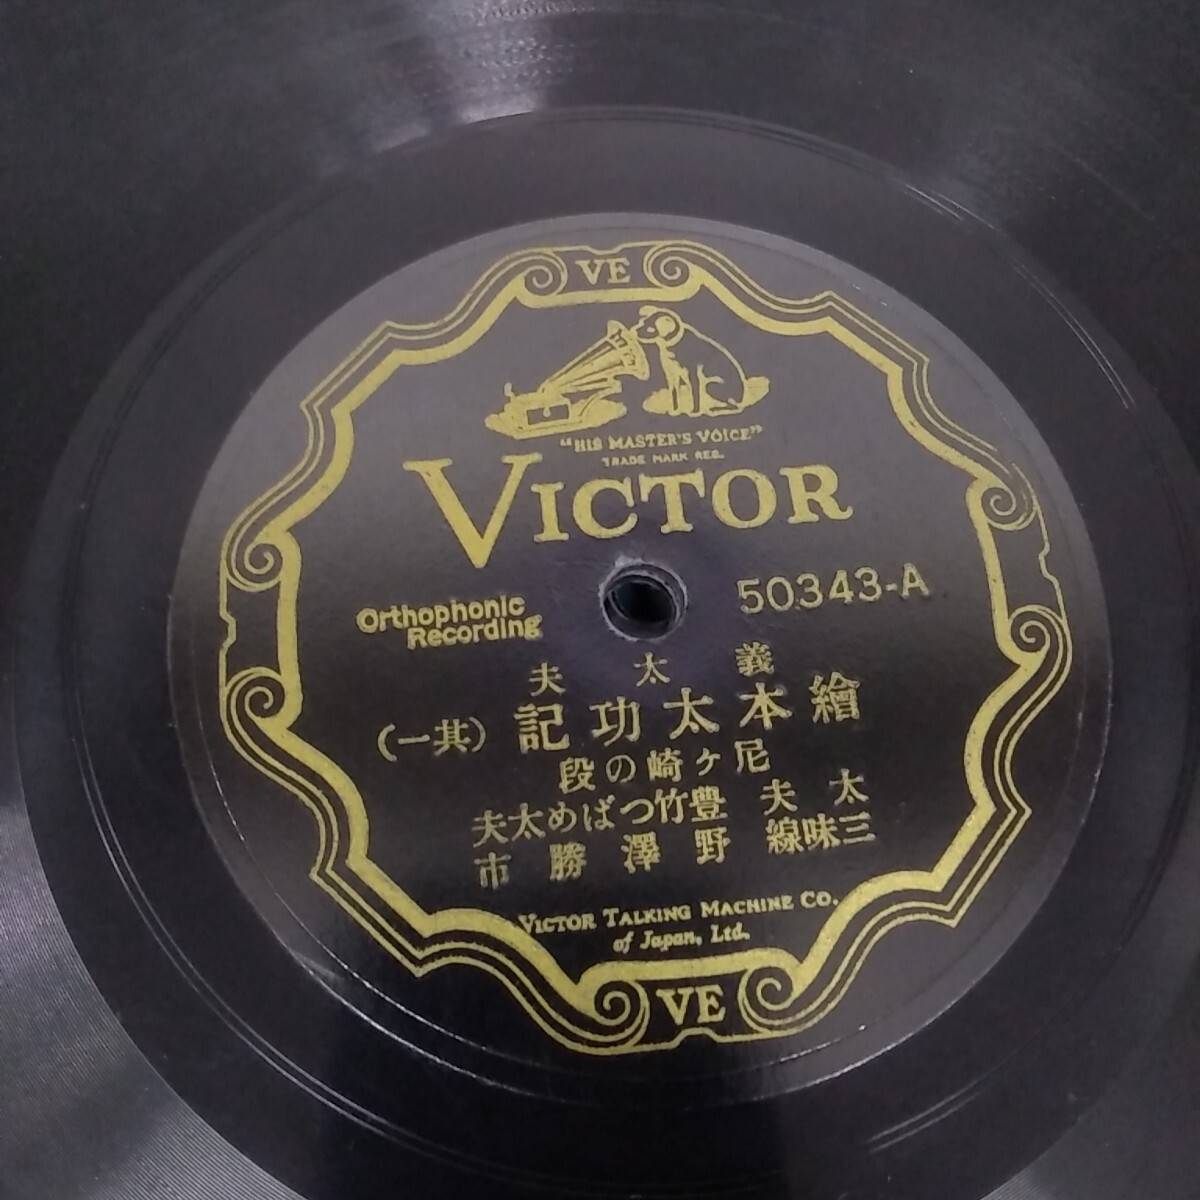 VE
"HIS MASTER'S VOICE"
TRADE MARK REG.
VICTOR
50343-A
Orthophonic
Recording
義太夫
繪本太功記 (其一)
尼ヶ崎の段
太夫 豊竹つばめ太夫
三味線 野澤勝市
VICTOR TALKING MACHINE CO.
of Japan, Ltd.
VE